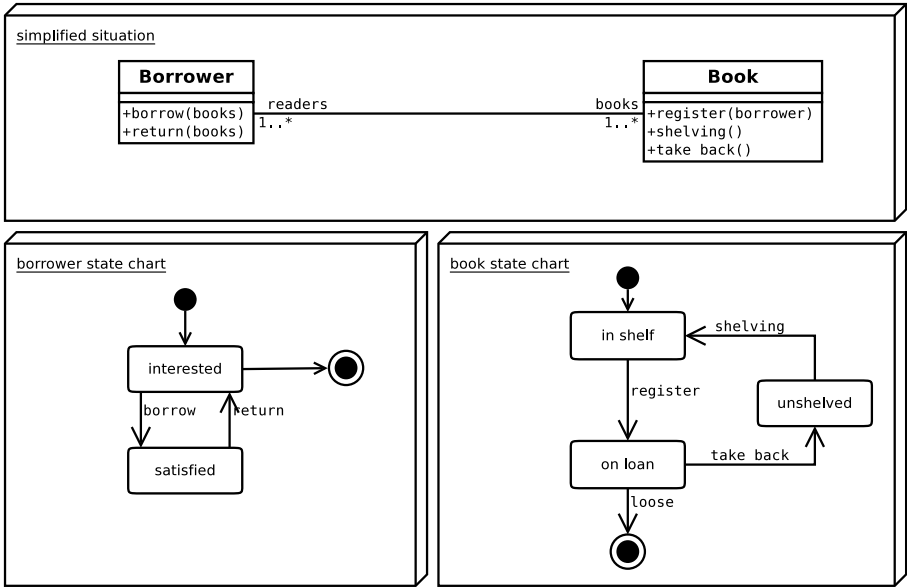 simplified situation
Borrower
+borrow(books)
+return(books)
readers
1..*
books
1..*
Book
+register(borrower)
+shelving()
+take back()
borrower state chart
interested
borrow
return
satisfied
book state chart
in shelf
shelving
register
unshelved
on loan
take back
loose